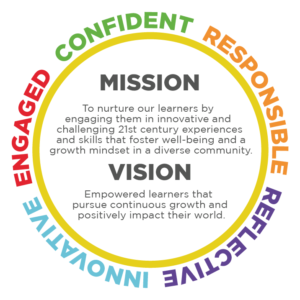 CONFIDENT
RESPONSIBLE
REFLECTIVE
INNOVATIVE
ENGAGED
MISSION
To nurture our learners by
engaging them in innovative and
challenging 21st century experiences
and skills that foster well-being and a
growth mindset in a diverse community.
VISION
Empowered learners that
pursue continuous growth and
positively impact their world.